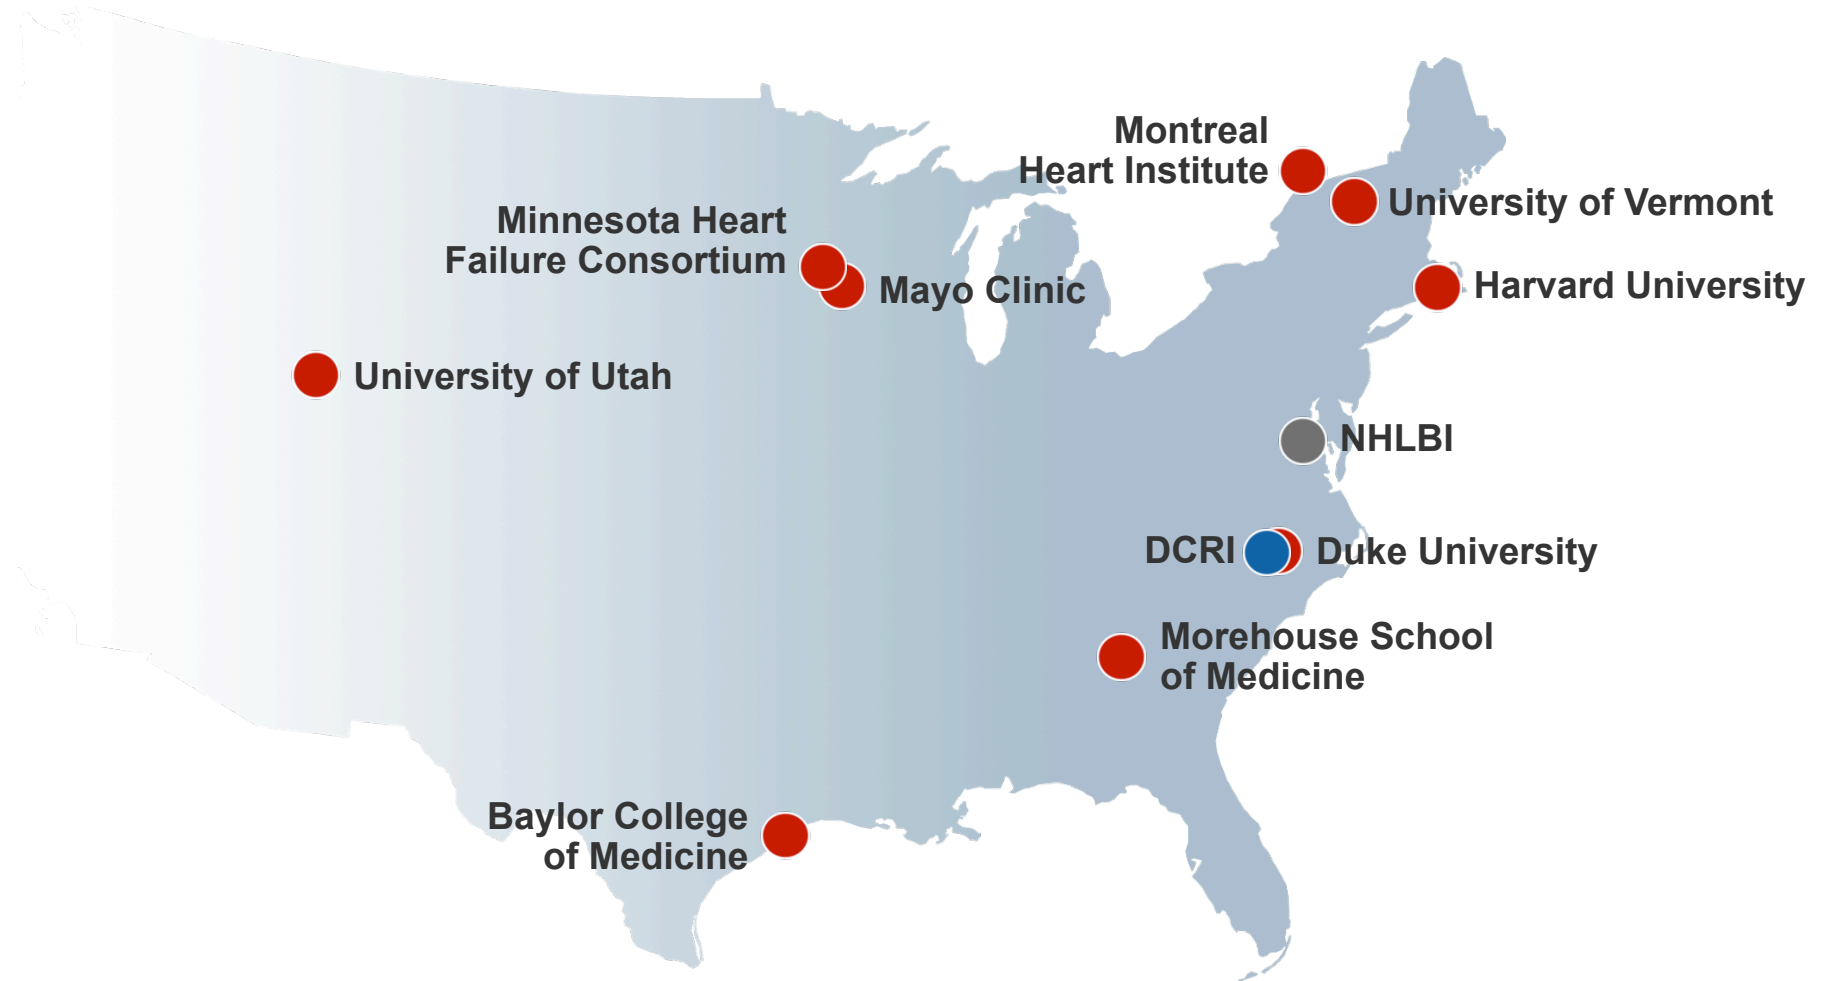 Montreal
Heart Institute
University of Vermont
Minnesota Heart
Failure Consortium
Mayo Clinic
Harvard University
University of Utah
NHLBI
DCRI
Duke University
Morehouse School
of Medicine
Baylor College
of Medicine